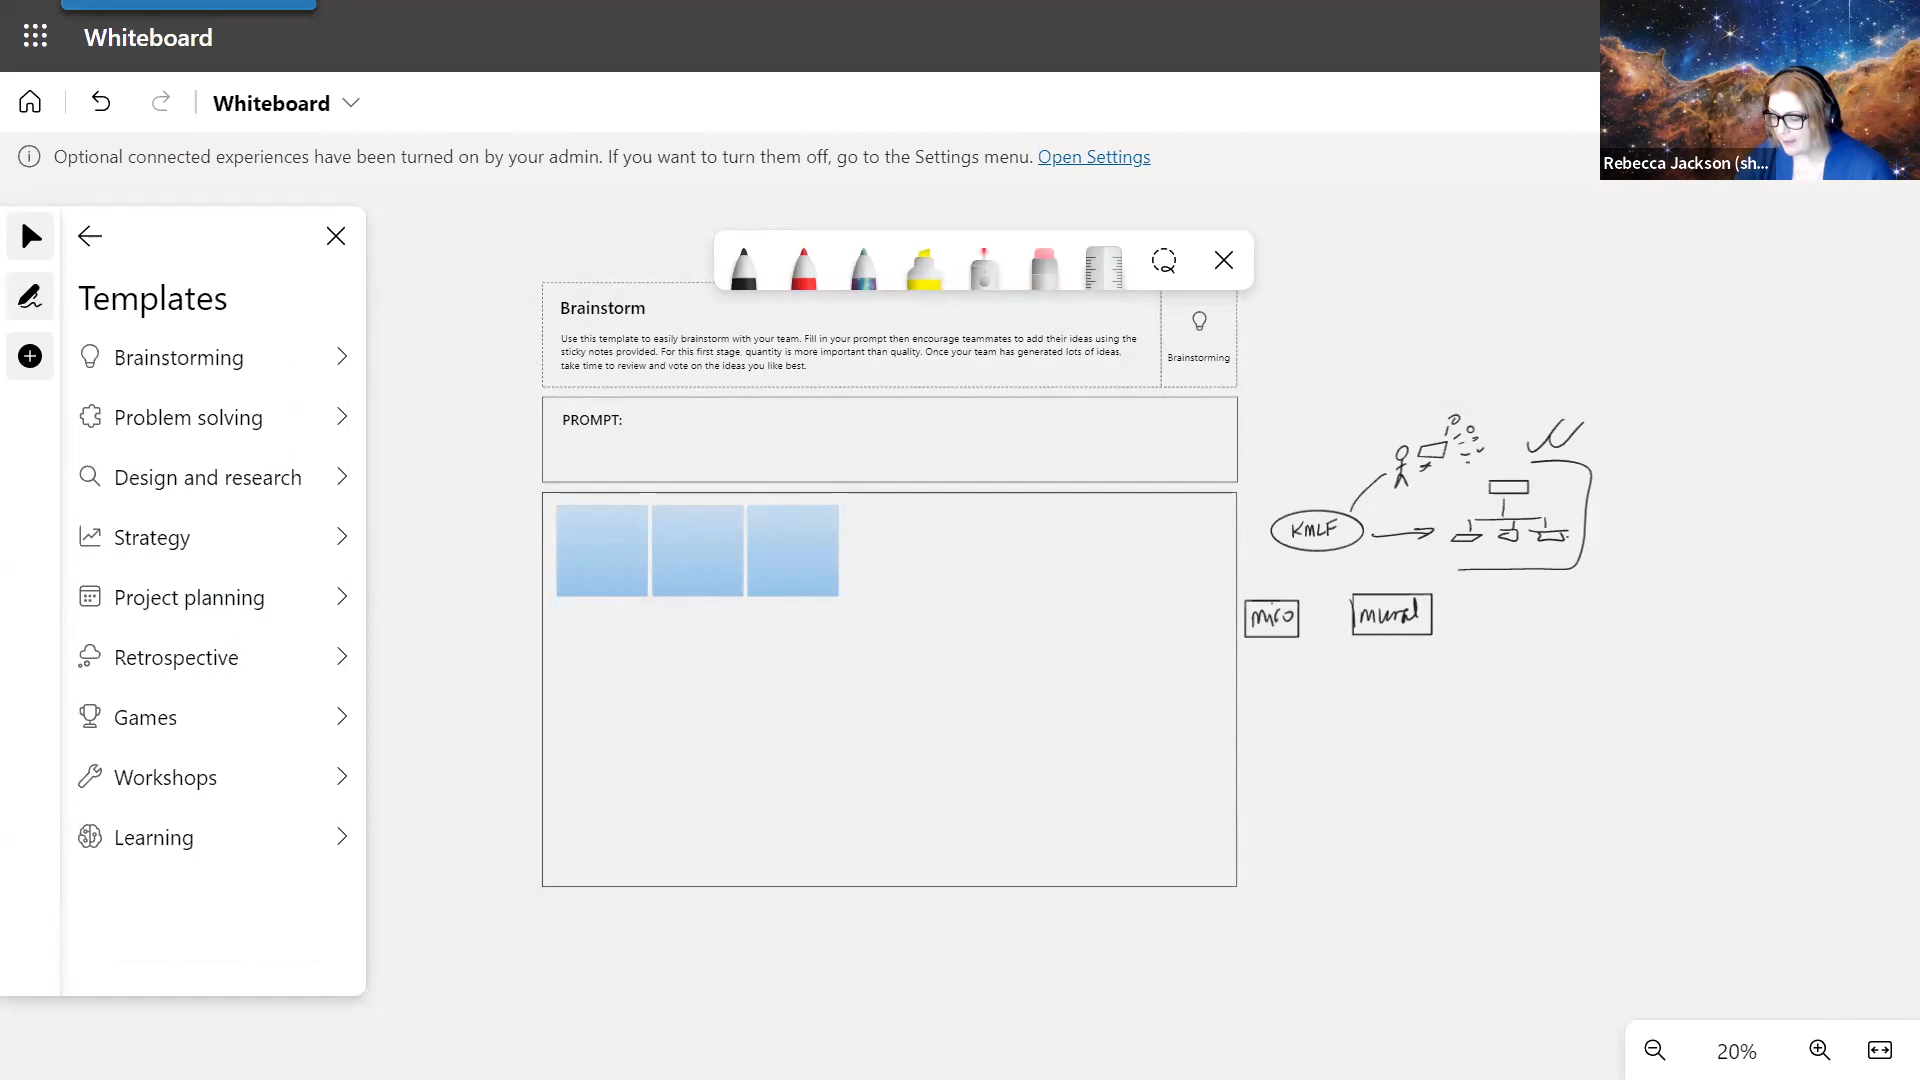 Whiteboard
Whiteboard
Optional connected experiences have been turned on by your admin. If you want to turn them off, go to the Settings menu. Open Settings
Rebecca Jackson (sh...
Templates
Brainstorming
Problem solving
Design and research
Strategy
Project planning
Retrospective
Games
Workshops
Learning
Brainstorm
Use this template to easily brainstorm with your team. Fill in your prompt then encourage teammates to add their ideas using the
sticky notes provided. For this first stage, quantity is more important than quality. Once your team has generated lots of ideas,
take time to review and vote on the ideas you like best.
Brainstorming
PROMPT:
KMLF
miro
mural
20%